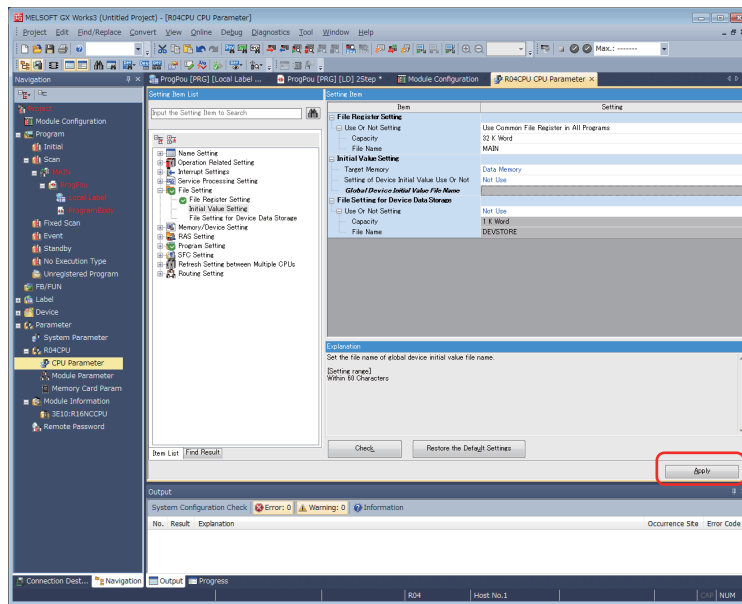 MELSOFT GX Works3 (Untitled Project) - [R04CPU CPU Parameter]
Project Edit Find/Replace Convert View Online Debug Diagnostics Tool Window Help
Max.: -------
Navigation
ProgPou [PRG] [Local Label ...
ProgPou [PRG] [LD] 2Step *
Module Configuration
R04CPU CPU Parameter
Project
Module Configuration
Program
Initial
Scan
MAIN
ProgPou
Local Label
ProgramBody
Fixed Scan
Event
Standby
No Execution Type
Unregistered Program
FB/FUN
Label
Device
Parameter
System Parameter
R04CPU
CPU Parameter
Module Parameter
Memory Card Param
Module Information
3E10:R16NCCPU
Remote Password
Connection Dest...
Navigation
Setting Item List
Input the Setting Item to Search
Name Setting
Operation Related Setting
Interrupt Settings
Service Processing Setting
File Setting
File Register Setting
Initial Value Setting
File Setting for Device Data Storage
Memory/Device Setting
RAS Setting
Program Setting
SFC Setting
Refresh Setting between Multiple CPUs
Routing Setting
Item List
Find Result
Setting Item
Item Setting
File Register Setting
Use Or Not Setting Use Common File Register in All Programs
Capacity 32 K Word
File Name MAIN
Initial Value Setting
Target Memory Data Memory
Setting of Device Initial Value Use Or Not Not Use
Global Device Initial Value File Name
File Setting for Device Data Storage
Use Or Not Setting Not Use
Capacity 1 K Word
File Name DEVSTORE
Explanation
Set the file name of global device initial value file name.
[Setting range]
Within 60 Characters
Check
Restore the Default Settings
Apply
Output
System Configuration Check
Error: 0
Warning: 0
Information
No. Result Explanation Occurrence Site Error Code
Output
Progress
R04 Host No.1 CAP NUM